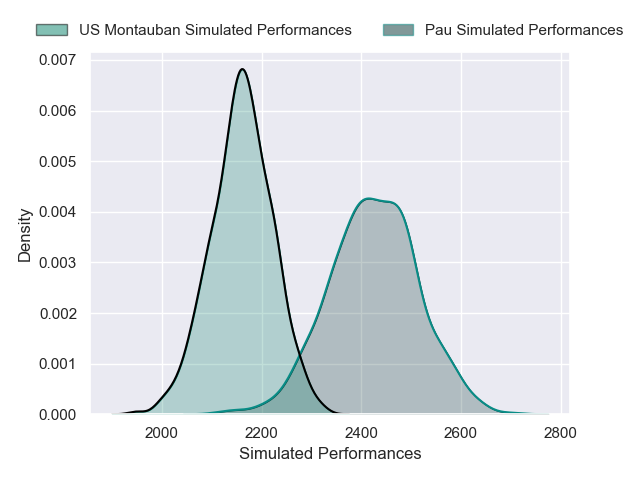 US Montauban Simulated Performances Pau Simulated Performances
0.007
0.006
0.005
0.004
0.003
0.002
0.001
0.000
Density
2000 2200 2400 2600 2800
Simulated Performances